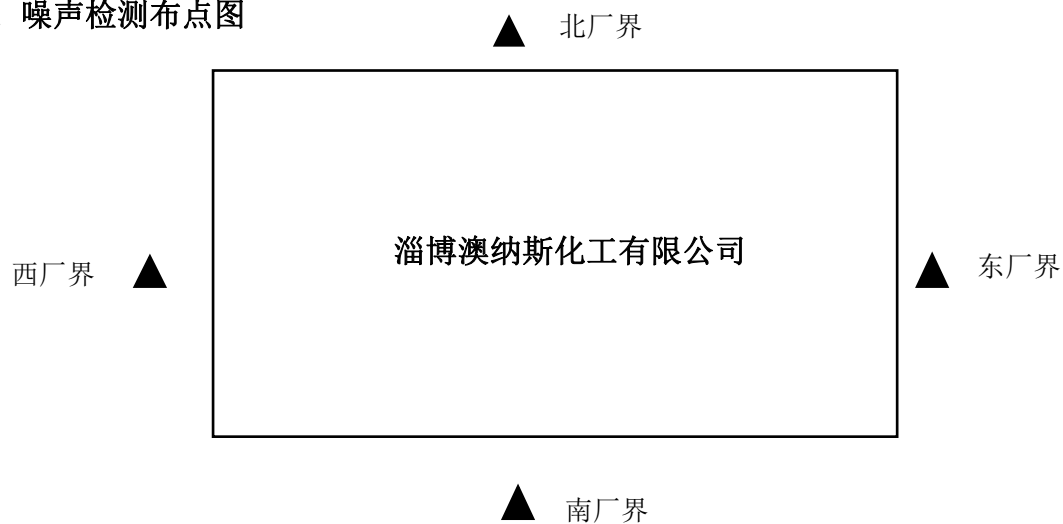 噪声检测布点图
北厂界
淄博澳纳斯化工有限公司
西厂界
东厂界
南厂界